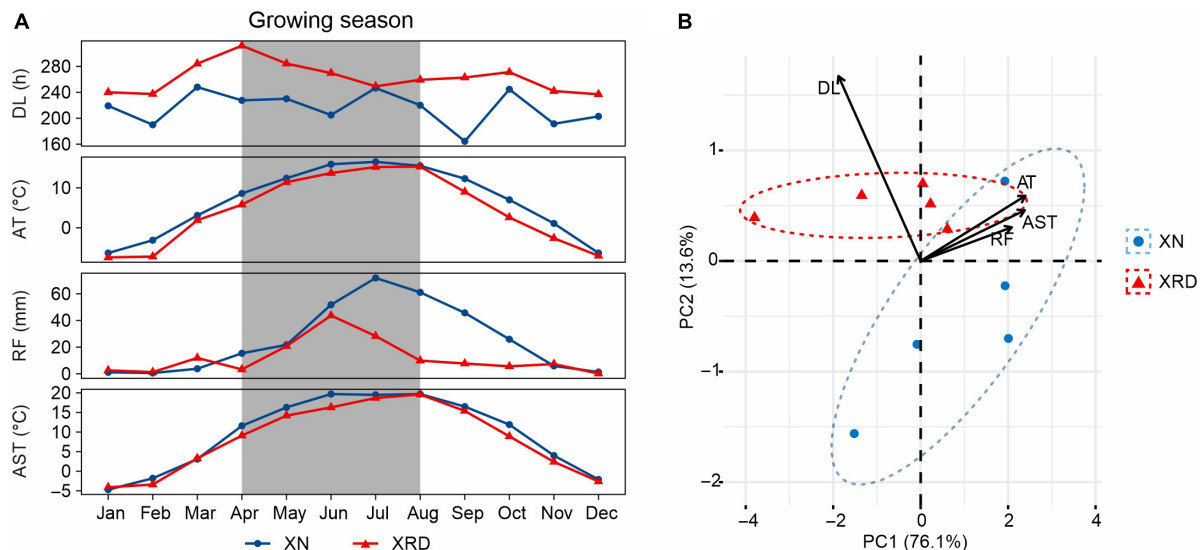 A
Growing season
DL (h)
280
240
200
160
AT (°C)
10
0
RF (mm)
60
40
20
0
AST (°C)
20
15
10
5
0
−5
Jan Feb Mar Apr May Jun Jul Aug Sep Oct Nov Dec
XN XRD
B
DL
AT
AST
RF
PC2 (13.6%)
1
0
−1
−2
−4 −2 0 2 4
PC1 (76.1%)
XN
XRD